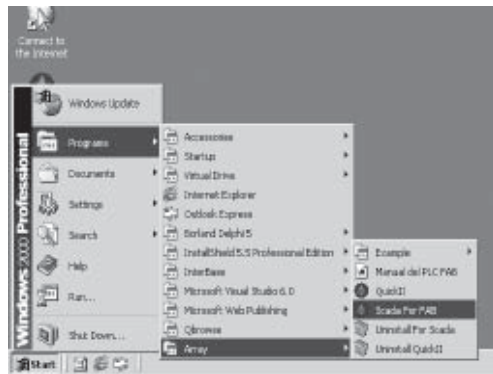 Connect to
the Internet
Windows 2000 Professional
Windows Update
Programs
Documents
Settings
Search
Help
Run...
Shut Down...
Start
Accessories
Startup
Virtual Drive
Internet Explorer
Outlook Express
Borland Delphi 5
InstallShield 5.5 Professional Edition
InterBase
Microsoft Visual Studio 6.0
Microsoft Web Publishing
Qbrowse
Array
Example
Manual del PLC FAB
QuickII
Scada For FAB
Uninstall For Scada
Uninstall QuickII